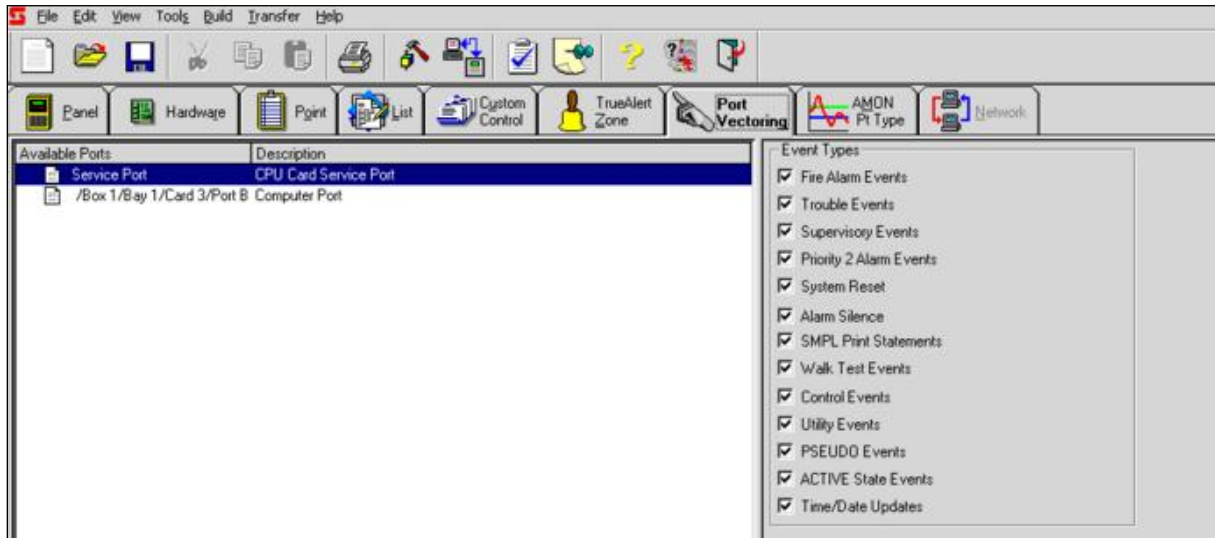 File Edit View Tools Build Transfer Help
Panel Hardware Point List Custom Control TrueAlert Zone Port Vectoring AMON Pt Type Network
Available Ports Description
Service Port CPU Card Service Port
/Box 1/Bay 1/Card 3/Port B Computer Port
Event Types
Fire Alarm Events
Trouble Events
Supervisory Events
Priority 2 Alarm Events
System Reset
Alarm Silence
SMPL Print Statements
Walk Test Events
Control Events
Utility Events
PSEUDO Events
ACTIVE State Events
Time/Date Updates